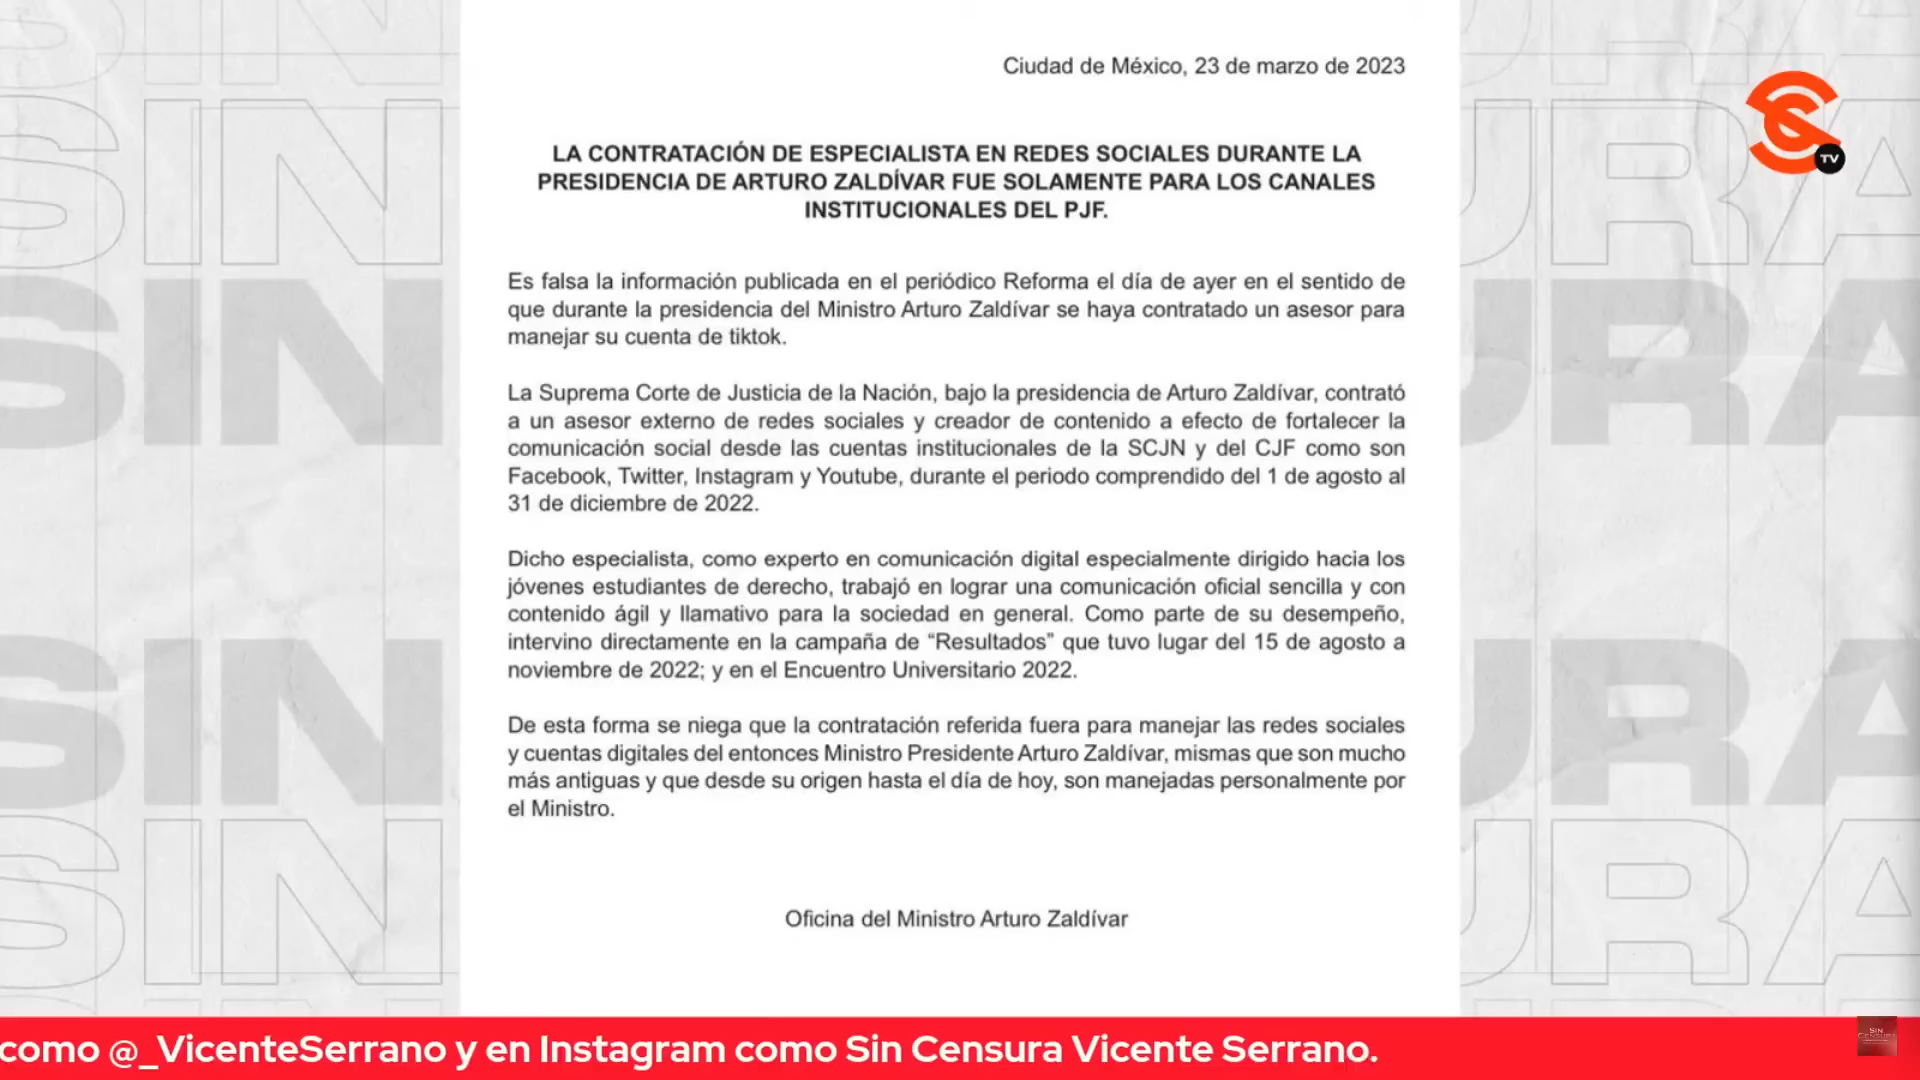 Ciudad de México, 23 de marzo de 2023
LA CONTRATACIÓN DE ESPECIALISTA EN REDES SOCIALES DURANTE LA
PRESIDENCIA DE ARTURO ZALDÍVAR FUE SOLAMENTE PARA LOS CANALES
INSTITUCIONALES DEL PJF.
Es falsa la información publicada en el periódico Reforma el día de ayer en el sentido de
que durante la presidencia del Ministro Arturo Zaldívar se haya contratado un asesor para
manejar su cuenta de tiktok.
La Suprema Corte de Justicia de la Nación, bajo la presidencia de Arturo Zaldívar, contrató
a un asesor externo de redes sociales y creador de contenido a efecto de fortalecer la
comunicación social desde las cuentas institucionales de la SCJN y del CJF como son
Facebook, Twitter, Instagram y Youtube, durante el periodo comprendido del 1 de agosto al
31 de diciembre de 2022.
Dicho especialista, como experto en comunicación digital especialmente dirigido hacia los
jóvenes estudiantes de derecho, trabajó en lograr una comunicación oficial sencilla y con
contenido ágil y llamativo para la sociedad en general. Como parte de su desempeño,
intervino directamente en la campaña de “Resultados” que tuvo lugar del 15 de agosto a
noviembre de 2022; y en el Encuentro Universitario 2022.
De esta forma se niega que la contratación referida fuera para manejar las redes sociales
y cuentas digitales del entonces Ministro Presidente Arturo Zaldívar, mismas que son mucho
más antiguas y que desde su origen hasta el día de hoy, son manejadas personalmente por
el Ministro.
Oficina del Ministro Arturo Zaldívar
TV
SIN
URA
SIN
URA
SIN
URA
SIN
URA
como @_VicenteSerrano y en Instagram como Sin Censura Vicente Serrano.
SIN
CENSURA